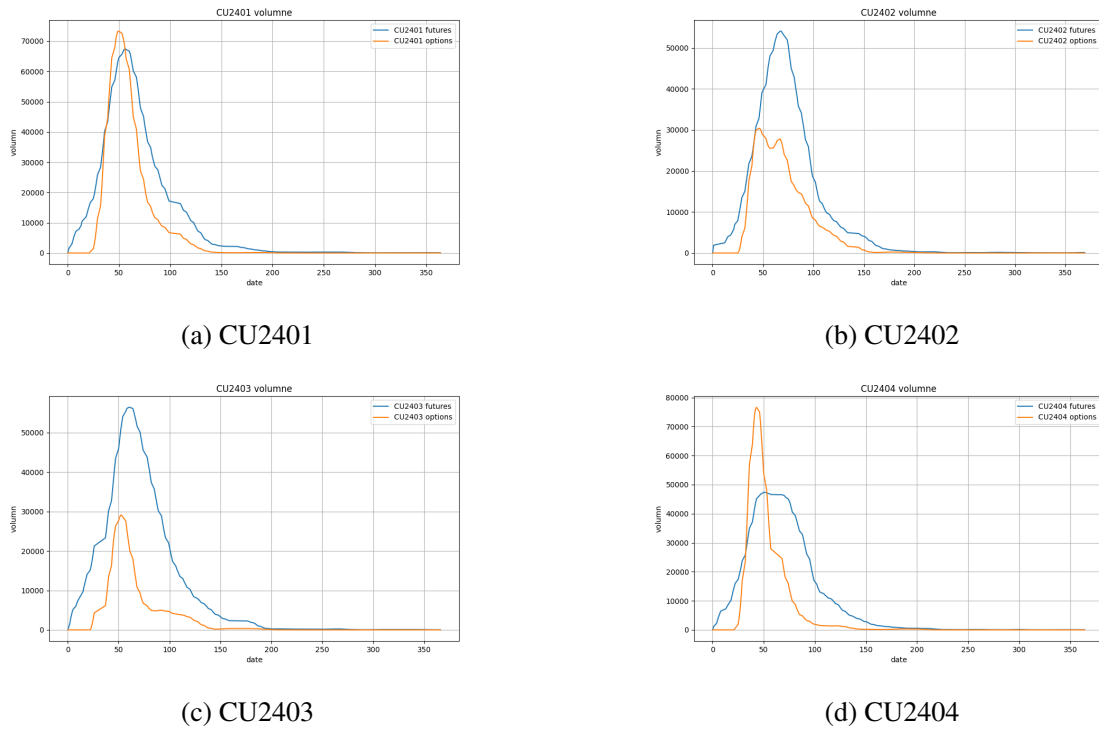 CU2401 volumne
CU2401 futures
CU2401 options
70000
60000
50000
40000
30000
20000
10000
0
volumn
0 50 100 150 200 250 300 350
date
(a) CU2401
CU2402 volumne
CU2402 futures
CU2402 options
50000
40000
30000
20000
10000
0
volumn
0 50 100 150 200 250 300 350
date
(b) CU2402
CU2403 volumne
CU2403 futures
CU2403 options
50000
40000
30000
20000
10000
0
volumn
0 50 100 150 200 250 300 350
date
(c) CU2403
CU2404 volumne
CU2404 futures
CU2404 options
80000
70000
60000
50000
40000
30000
20000
10000
0
volumn
0 50 100 150 200 250 300 350
date
(d) CU2404